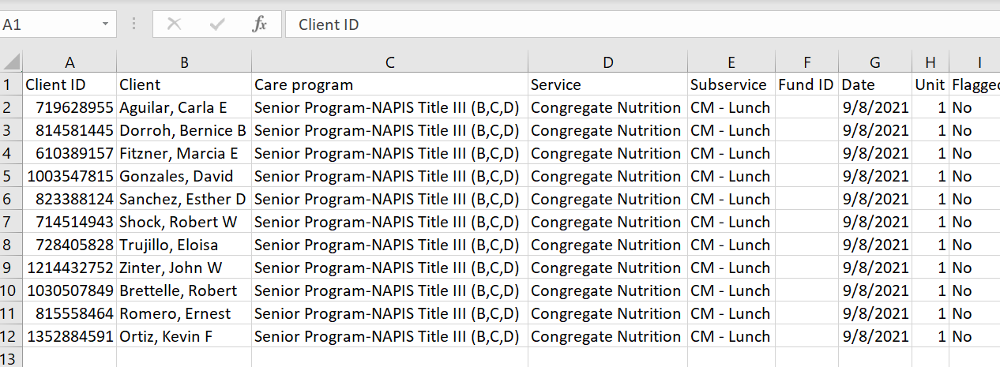 A1 fx Client ID
A B C D E F G H I
1 Client ID Client Care program Service Subservice Fund ID Date Unit Flagged
2 719628955 Aguilar, Carla E Senior Program-NAPIS Title III (B,C,D) Congregate Nutrition CM - Lunch 9/8/2021 1 No
3 814581445 Dorroh, Bernice B Senior Program-NAPIS Title III (B,C,D) Congregate Nutrition CM - Lunch 9/8/2021 1 No
4 610389157 Fitzner, Marcia E Senior Program-NAPIS Title III (B,C,D) Congregate Nutrition CM - Lunch 9/8/2021 1 No
5 1003547815 Gonzales, David Senior Program-NAPIS Title III (B,C,D) Congregate Nutrition CM - Lunch 9/8/2021 1 No
6 823388124 Sanchez, Esther D Senior Program-NAPIS Title III (B,C,D) Congregate Nutrition CM - Lunch 9/8/2021 1 No
7 714514943 Shock, Robert W Senior Program-NAPIS Title III (B,C,D) Congregate Nutrition CM - Lunch 9/8/2021 1 No
8 728405828 Trujillo, Eloisa Senior Program-NAPIS Title III (B,C,D) Congregate Nutrition CM - Lunch 9/8/2021 1 No
9 1214432752 Zinter, John W Senior Program-NAPIS Title III (B,C,D) Congregate Nutrition CM - Lunch 9/8/2021 1 No
10 1030507849 Brettelle, Robert Senior Program-NAPIS Title III (B,C,D) Congregate Nutrition CM - Lunch 9/8/2021 1 No
11 815558464 Romero, Ernest Senior Program-NAPIS Title III (B,C,D) Congregate Nutrition CM - Lunch 9/8/2021 1 No
12 1352884591 Ortiz, Kevin F Senior Program-NAPIS Title III (B,C,D) Congregate Nutrition CM - Lunch 9/8/2021 1 No
13